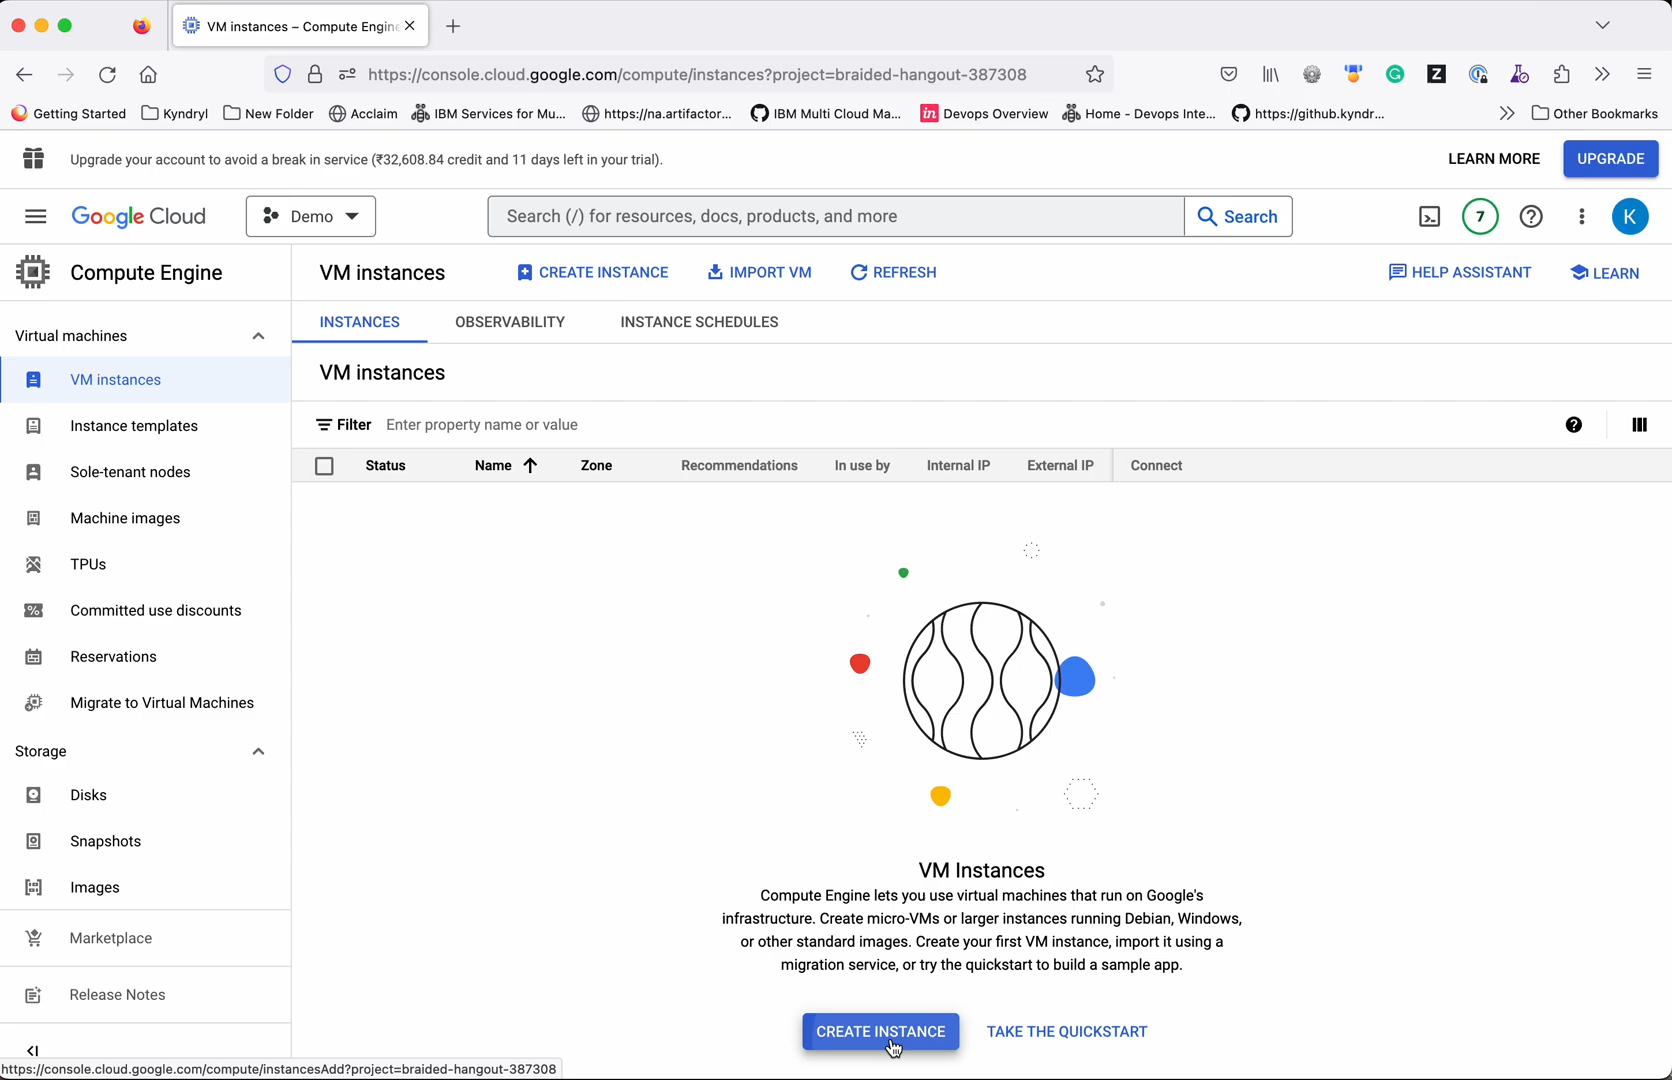 VM instances – Compute Engine
https://console.cloud.google.com/compute/instances?project=braided-hangout-387308
Getting Started
Kyndryl
New Folder
Acclaim
IBM Services for Mu...
https://na.artifactor...
IBM Multi Cloud Ma...
in Devops Overview
Home - Devops Inte...
https://github.kyndr...
Other Bookmarks
Upgrade your account to avoid a break in service (₹32,608.84 credit and 11 days left in your trial).
LEARN MORE
UPGRADE
Google Cloud
Demo
Search (/) for resources, docs, products, and more
Search
7
K
Compute Engine
VM instances
CREATE INSTANCE
IMPORT VM
REFRESH
HELP ASSISTANT
LEARN
Virtual machines
VM instances
Instance templates
Sole-tenant nodes
Machine images
TPUs
Committed use discounts
Reservations
Migrate to Virtual Machines
Storage
Disks
Snapshots
Images
Marketplace
Release Notes
INSTANCES
OBSERVABILITY
INSTANCE SCHEDULES
VM instances
Filter Enter property name or value
Status Name Zone Recommendations In use by Internal IP External IP Connect
VM Instances
Compute Engine lets you use virtual machines that run on Google's
infrastructure. Create micro-VMs or larger instances running Debian, Windows,
or other standard images. Create your first VM instance, import it using a
migration service, or try the quickstart to build a sample app.
CREATE INSTANCE
TAKE THE QUICKSTART
https://console.cloud.google.com/compute/instancesAdd?project=braided-hangout-387308